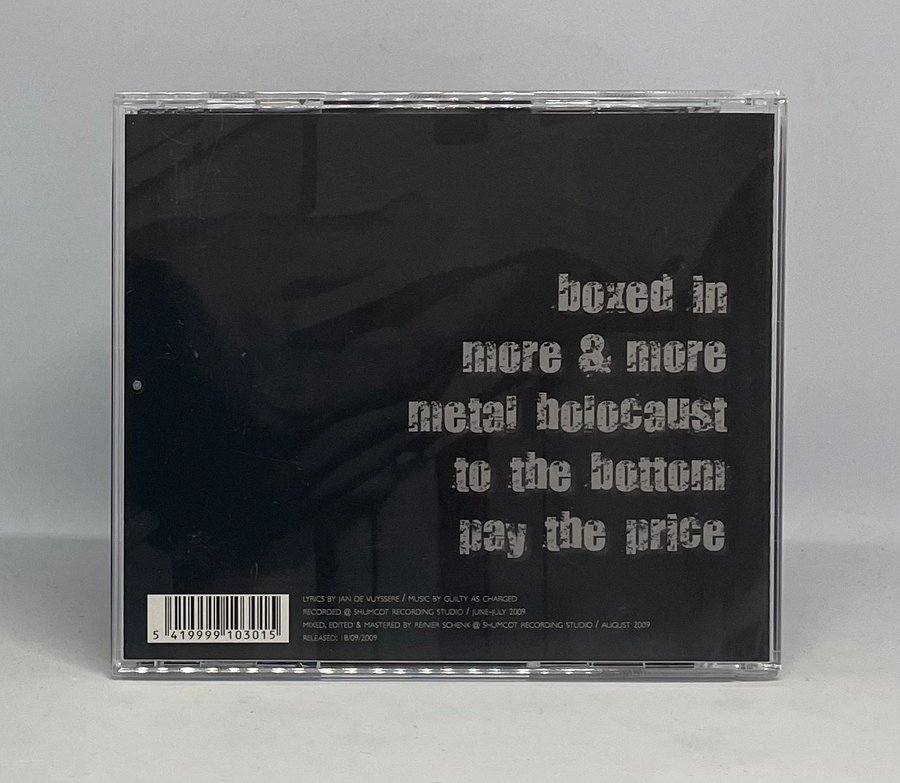 boxed in
more & more
metal holocaust
to the bottom
pay the price
LYRICS BY JAN DE VUYSSERE / MUSIC BY GUILTY AS CHARGED
RECORDED @ SHUMCOT RECORDING STUDIO / JUNE-JULY 2009
MIXED, EDITED & MASTERED BY REINIER SCHENK @ SHUMCOT RECORDING STUDIO / AUGUST 2009
RELEASED: 18/09/2009
5 419999 103015